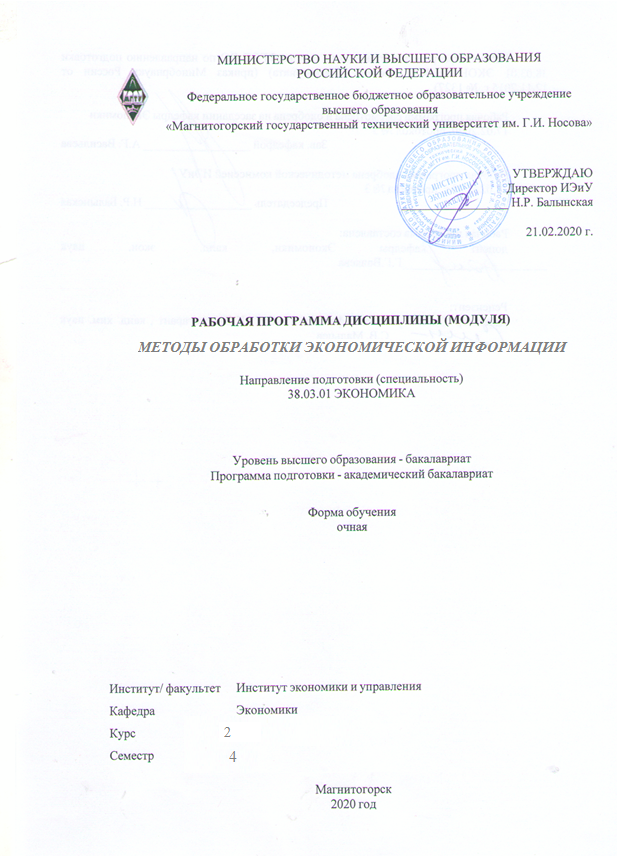 МИНИСТЕРСТВО НАУКИ И ВЫСШЕГО ОБРАЗОВАНИЯ
РОССИЙСКОЙ ФЕДЕРАЦИИ
Федеральное государственное бюджетное образовательное учреждение
высшего образования
«Магнитогорский государственный технический университет им. Г.И. Носова»
УТВЕРЖДАЮ
Директор ИЭиУ
Н.Р. Балынская
21.02.2020 г.
ИНСТИТУТ
ЭКОНОМИКИ И
УПРАВЛЕНИЯ
РАБОЧАЯ ПРОГРАММА ДИСЦИПЛИНЫ (МОДУЛЯ)
МЕТОДЫ ОБРАБОТКИ ЭКОНОМИЧЕСКОЙ ИНФОРМАЦИИ
Направление подготовки (специальность)
38.03.01 ЭКОНОМИКА
Уровень высшего образования - бакалавриат
Программа подготовки - академический бакалавриат
Форма обучения
очная
Институт/ факультет Институт экономики и управления
Кафедра Экономики
Курс 2
Семестр 4
Магнитогорск
2020 год